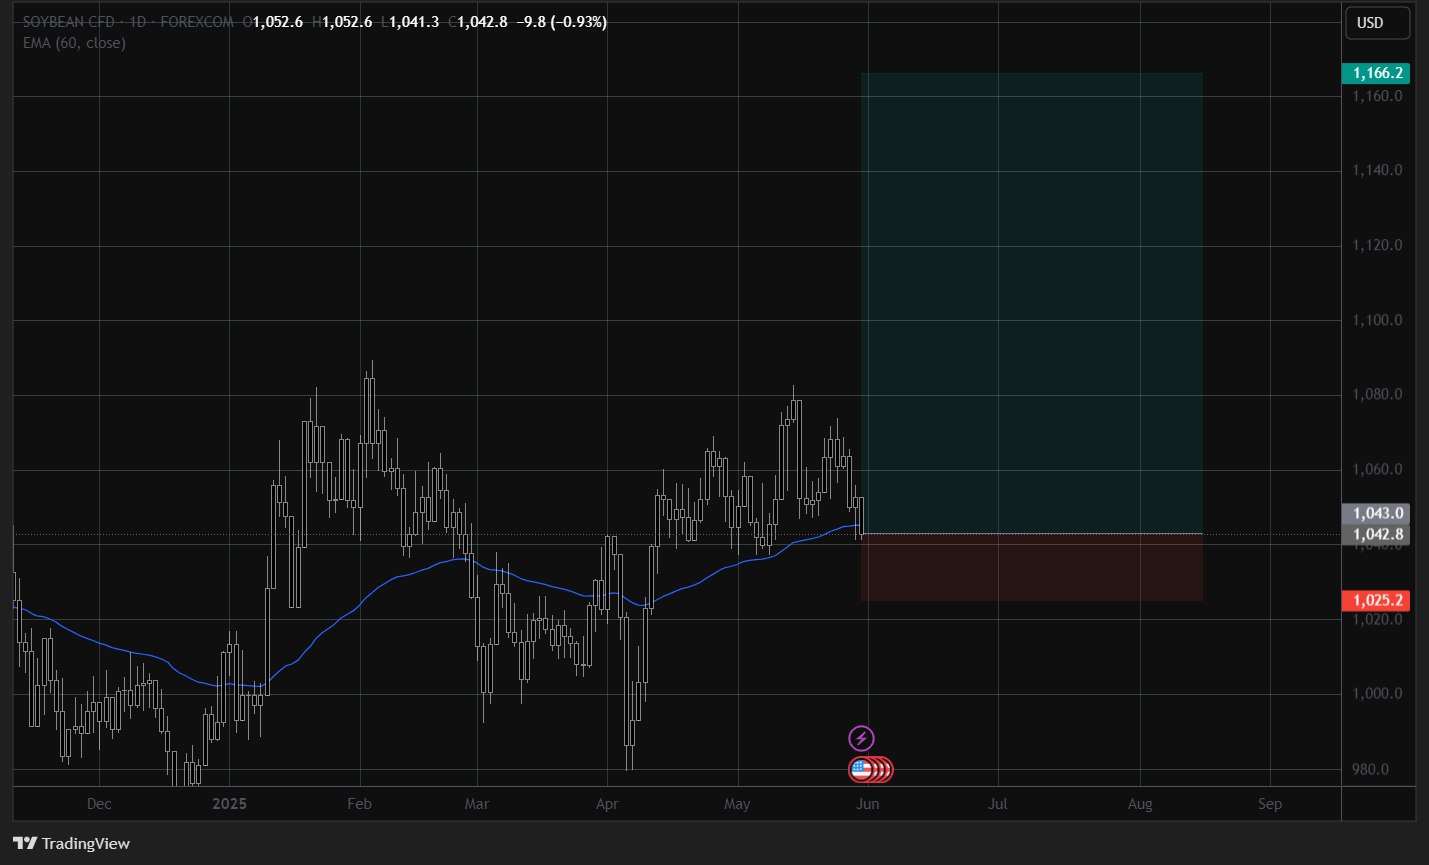 SOYBEAN CFD · 1D · FOREXCOM O1,052.6 H1,052.6 L1,041.3 C1,042.8 −9.8 (−0.93%)
EMA (60, close)
USD
1,166.2
1,160.0
1,140.0
1,120.0
1,100.0
1,080.0
1,060.0
1,043.0
1,042.8
1,040.0
1,025.2
1,020.0
1,000.0
980.0
Dec 2025 Feb Mar Apr May Jun Jul Aug Sep
TradingView